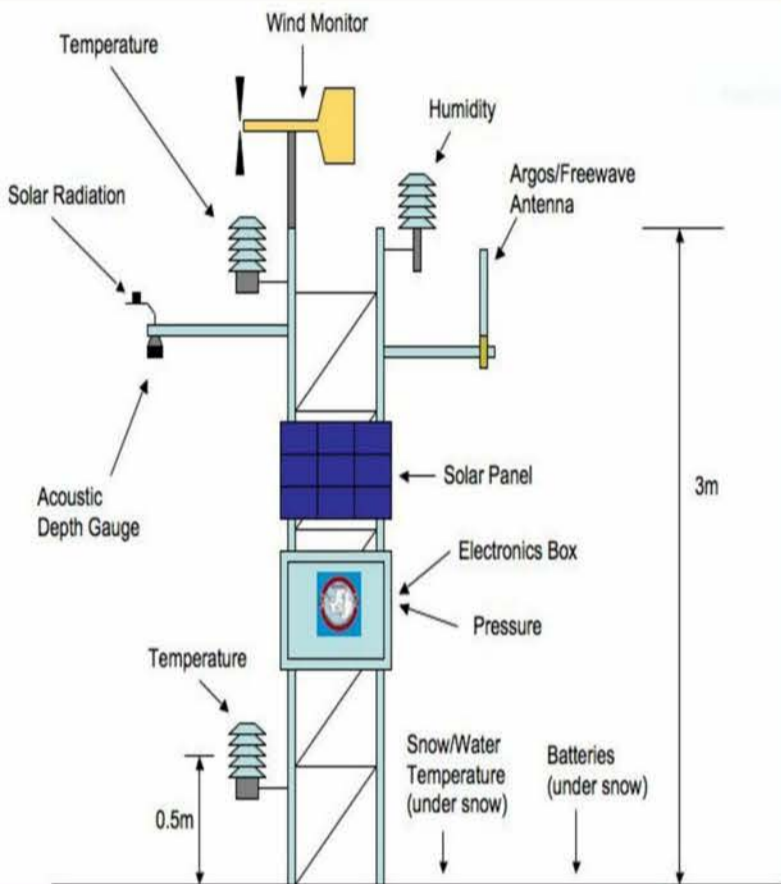 Wind Monitor
Temperature
Humidity
Argos/Freewave
Antenna
Solar Radiation
Solar Panel
3m
Acoustic
Depth Gauge
Electronics Box
Pressure
Temperature
Snow/Water
Temperature
(under snow)
Batteries
(under snow)
0.5m